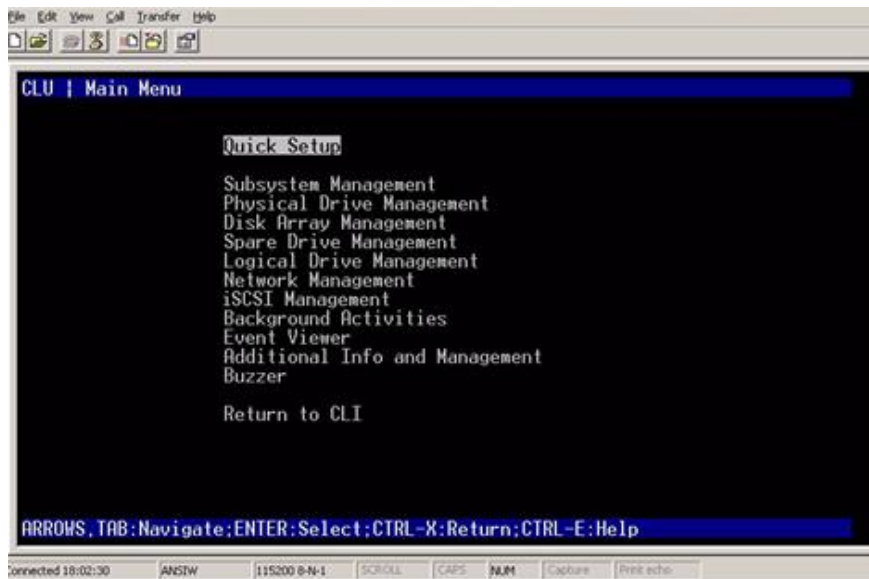 File Edit View Call Transfer Help
CLU | Main Menu
Quick Setup
Subsystem Management
Physical Drive Management
Disk Array Management
Spare Drive Management
Logical Drive Management
Network Management
iSCSI Management
Background Activities
Event Viewer
Additional Info and Management
Buzzer
Return to CLI
ARROWS,TAB:Navigate;ENTER:Select;CTRL-X:Return;CTRL-E:Help
Connected 18:02:30 ANSIW 115200 8-N-1 SCROLL CAPS NUM Capture Print echo